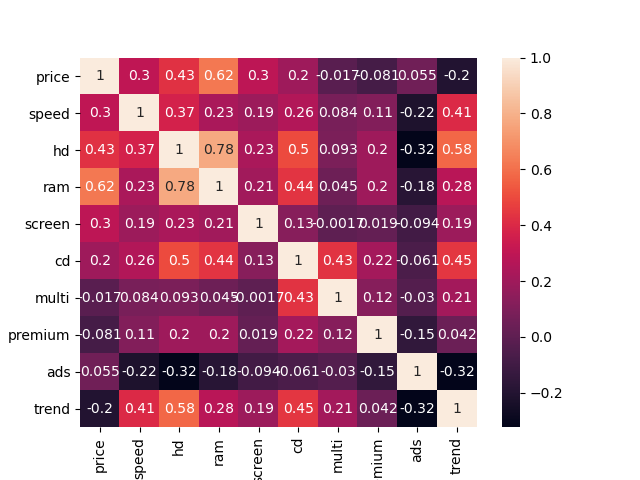 price 1 0.3 0.43 0.62 0.3 0.2 -0.017 -0.081 0.055 -0.2
speed 0.3 1 0.37 0.23 0.19 0.26 0.084 0.11 -0.22 0.41
hd 0.43 0.37 1 0.78 0.23 0.5 0.093 0.2 -0.32 0.58
ram 0.62 0.23 0.78 1 0.21 0.44 0.045 0.2 -0.18 0.28
screen 0.3 0.19 0.23 0.21 1 0.13 -0.0017 0.019 -0.094 0.19
cd 0.2 0.26 0.5 0.44 0.13 1 0.43 0.22 -0.061 0.45
multi -0.017 0.084 0.093 0.045 -0.0017 0.43 1 0.12 -0.03 0.21
premium -0.081 0.11 0.2 0.2 0.019 0.22 0.12 1 -0.15 0.042
ads 0.055 -0.22 -0.32 -0.18 -0.094 -0.061 -0.03 -0.15 1 -0.32
trend -0.2 0.41 0.58 0.28 0.19 0.45 0.21 0.042 -0.32 1
price speed hd ram screen cd multi mium ads trend
1.0
0.8
0.6
0.4
0.2
0.0
−0.2